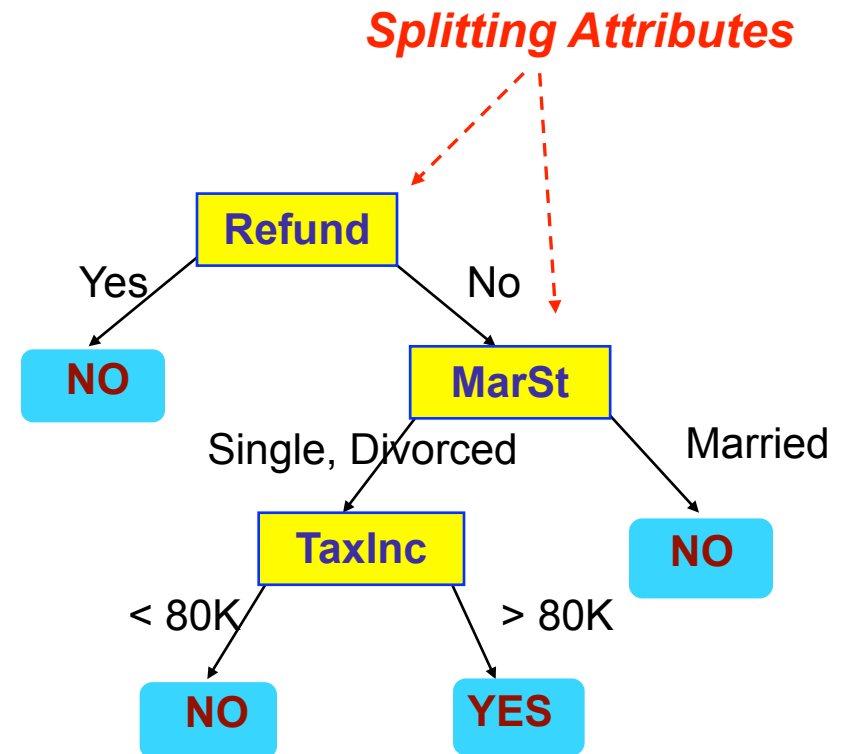 Splitting Attributes
Refund
Yes
No
NO
MarSt
Single, Divorced
Married
TaxInc
NO
< 80K
> 80K
NO
YES